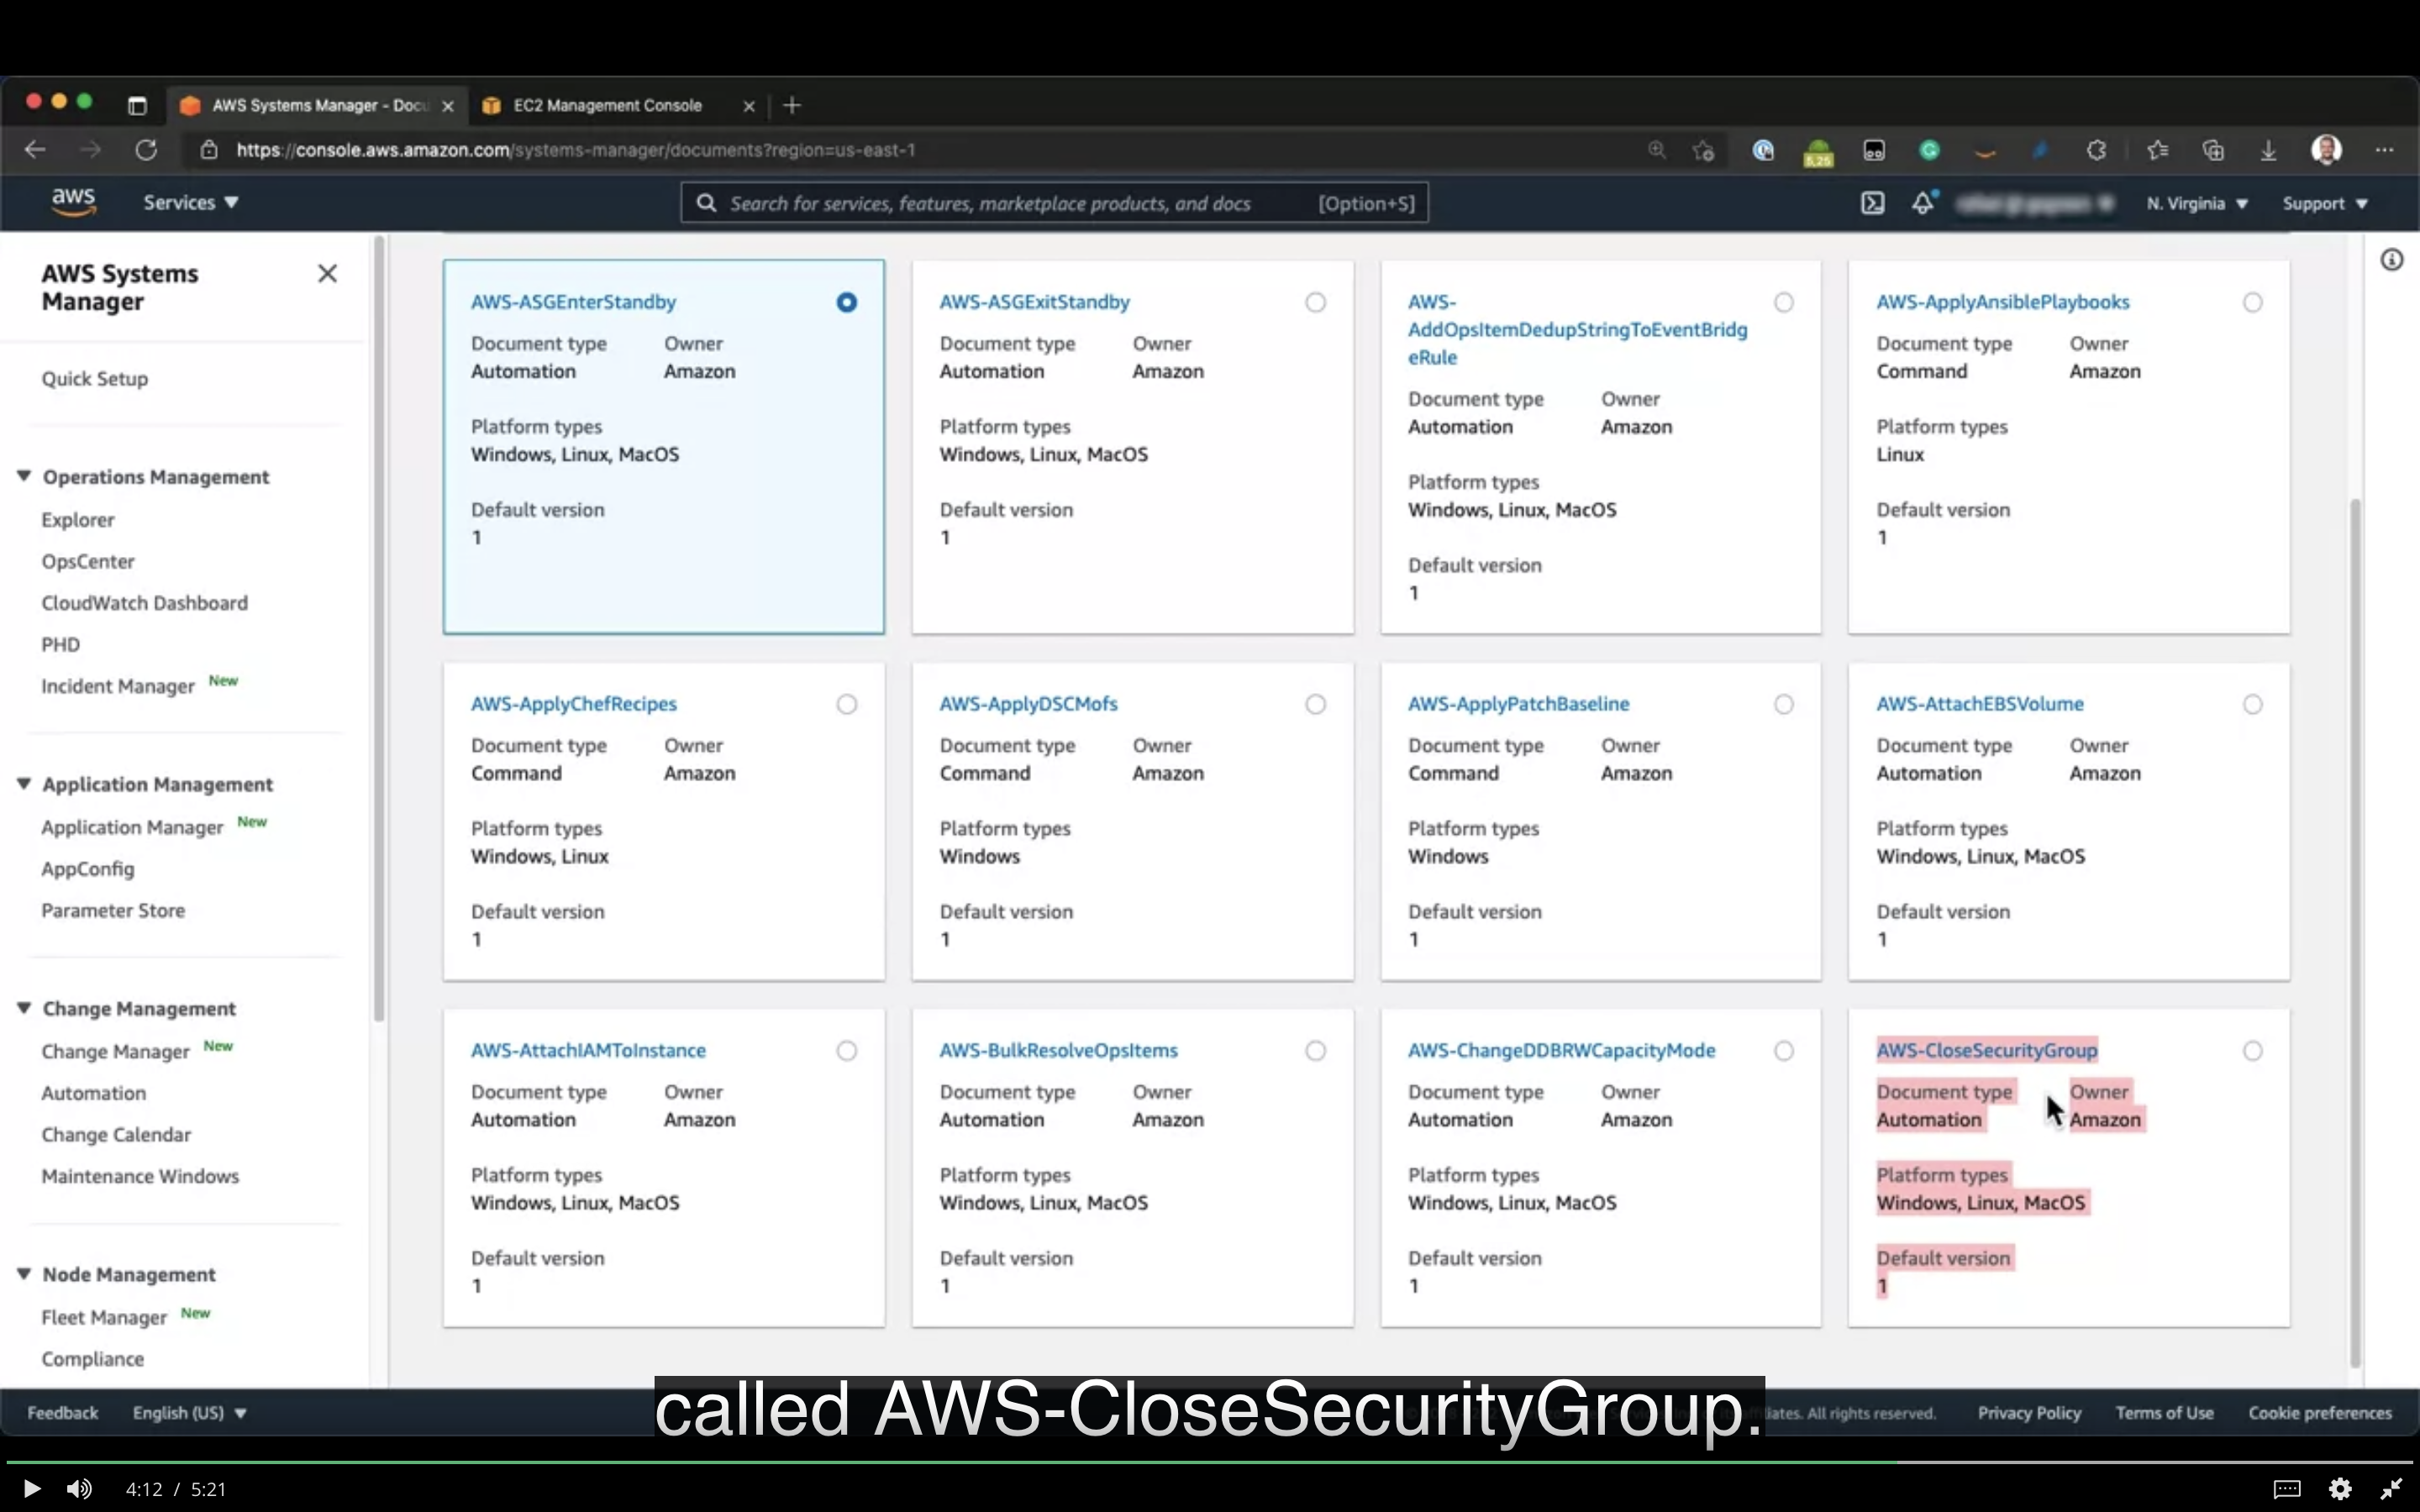 AWS Systems Manager - Docu
EC2 Management Console
https://console.aws.amazon.com/systems-manager/documents?region=us-east-1
5,25
aws
Services
Search for services, features, marketplace products, and docs
[Option+S]
N. Virginia
Support
AWS Systems
Manager
Quick Setup
Operations Management
Explorer
OpsCenter
CloudWatch Dashboard
PHD
Incident Manager New
Application Management
Application Manager New
AppConfig
Parameter Store
Change Management
Change Manager New
Automation
Change Calendar
Maintenance Windows
Node Management
Fleet Manager New
Compliance
AWS-ASGEnterStandby
Document type Owner
Automation Amazon
Platform types
Windows, Linux, MacOS
Default version
1
AWS-ASGExitStandby
Document type Owner
Automation Amazon
Platform types
Windows, Linux, MacOS
Default version
1
AWS-
AddOpsItemDedupStringToEventBridg
eRule
Document type Owner
Automation Amazon
Platform types
Windows, Linux, MacOS
Default version
1
AWS-ApplyAnsiblePlaybooks
Document type Owner
Command Amazon
Platform types
Linux
Default version
1
AWS-ApplyChefRecipes
Document type Owner
Command Amazon
Platform types
Windows, Linux
Default version
1
AWS-ApplyDSCMofs
Document type Owner
Command Amazon
Platform types
Windows
Default version
1
AWS-ApplyPatchBaseline
Document type Owner
Command Amazon
Platform types
Windows
Default version
1
AWS-AttachEBSVolume
Document type Owner
Automation Amazon
Platform types
Windows, Linux, MacOS
Default version
1
AWS-AttachIAMToInstance
Document type Owner
Automation Amazon
Platform types
Windows, Linux, MacOS
Default version
1
AWS-BulkResolveOpsItems
Document type Owner
Automation Amazon
Platform types
Windows, Linux, MacOS
Default version
1
AWS-ChangeDDBRWCapacityMode
Document type Owner
Automation Amazon
Platform types
Windows, Linux, MacOS
Default version
1
AWS-CloseSecurityGroup
Document type Owner
Automation Amazon
Platform types
Windows, Linux, MacOS
Default version
1
called AWS-CloseSecurityGroup.
Feedback
English (US)
iates. All rights reserved.
Privacy Policy
Terms of Use
Cookie preferences
4:12 / 5:21